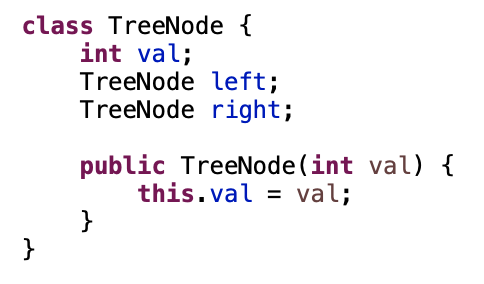 class TreeNode {
    int val;
    TreeNode left;
    TreeNode right;

    public TreeNode(int val) {
        this.val = val;
    }
}